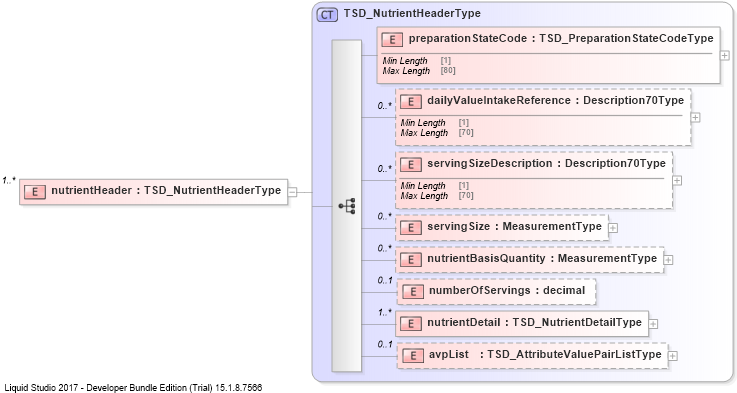 CT TSD_NutrientHeaderType
E preparationStateCode : TSD_PreparationStateCodeType
Min Length [1]
Max Length [80]
0..* E dailyValueIntakeReference : Description70Type
Min Length [1]
Max Length [70]
0..* E servingSizeDescription : Description70Type
Min Length [1]
Max Length [70]
1..* E nutrientHeader : TSD_NutrientHeaderType
0..* E servingSize : MeasurementType
0..* E nutrientBasisQuantity : MeasurementType
0..1 E numberOfServings : decimal
1..* E nutrientDetail : TSD_NutrientDetailType
0..1 E avpList : TSD_AttributeValuePairListType
Liquid Studio 2017 - Developer Bundle Edition (Trial) 15.1.8.7566